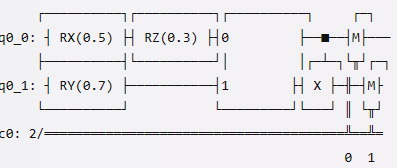 q0_0: ┤ RX(0.5) ├┤ RZ(0.3) ├┤0 ├──■──┤M├───
q0_1: ┤ RY(0.7) ├───────────┤1 ├┤ X ├─╫─┤M├
c0: 2/
0 1